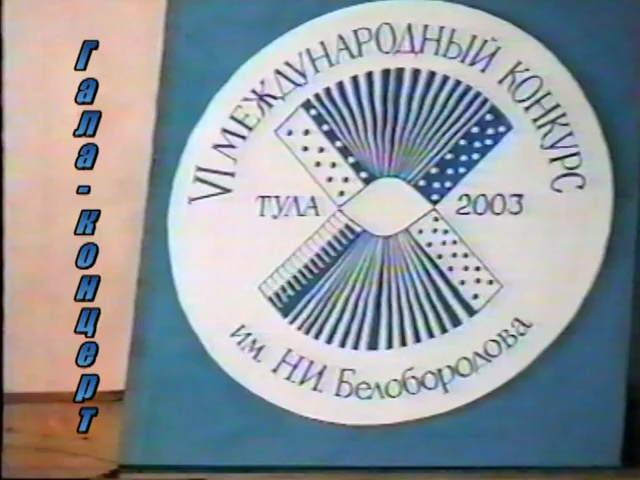 Гала-концерт
VI МЕЖДУНАРОДНЫЙ КОНКУРС
ТУЛА 2003
им. Н.И. Белобородова